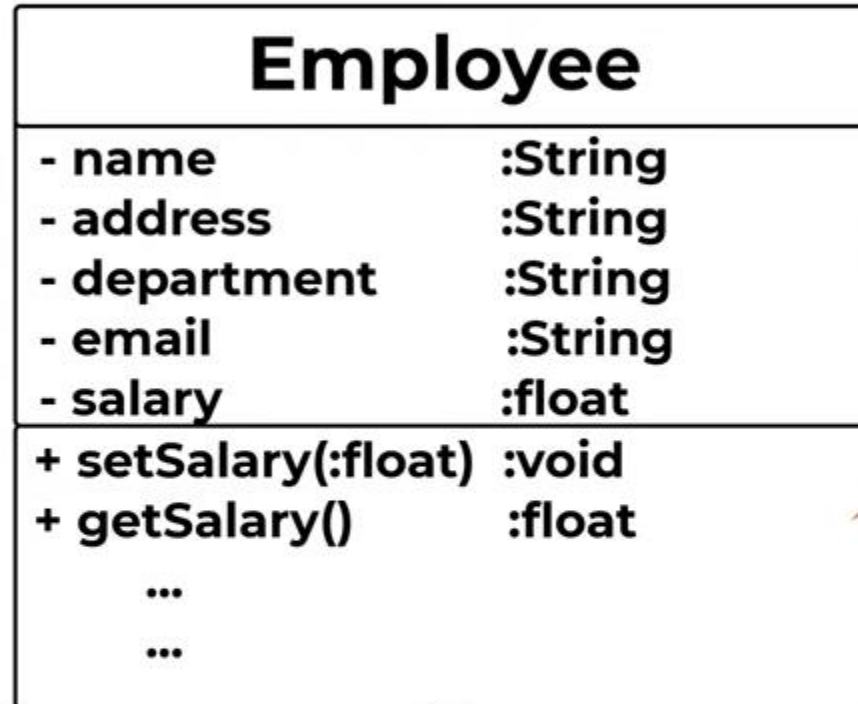 Employee
- name :String
- address :String
- department :String
- email :String
- salary :float
+ setSalary(:float) :void
+ getSalary() :float
...
...